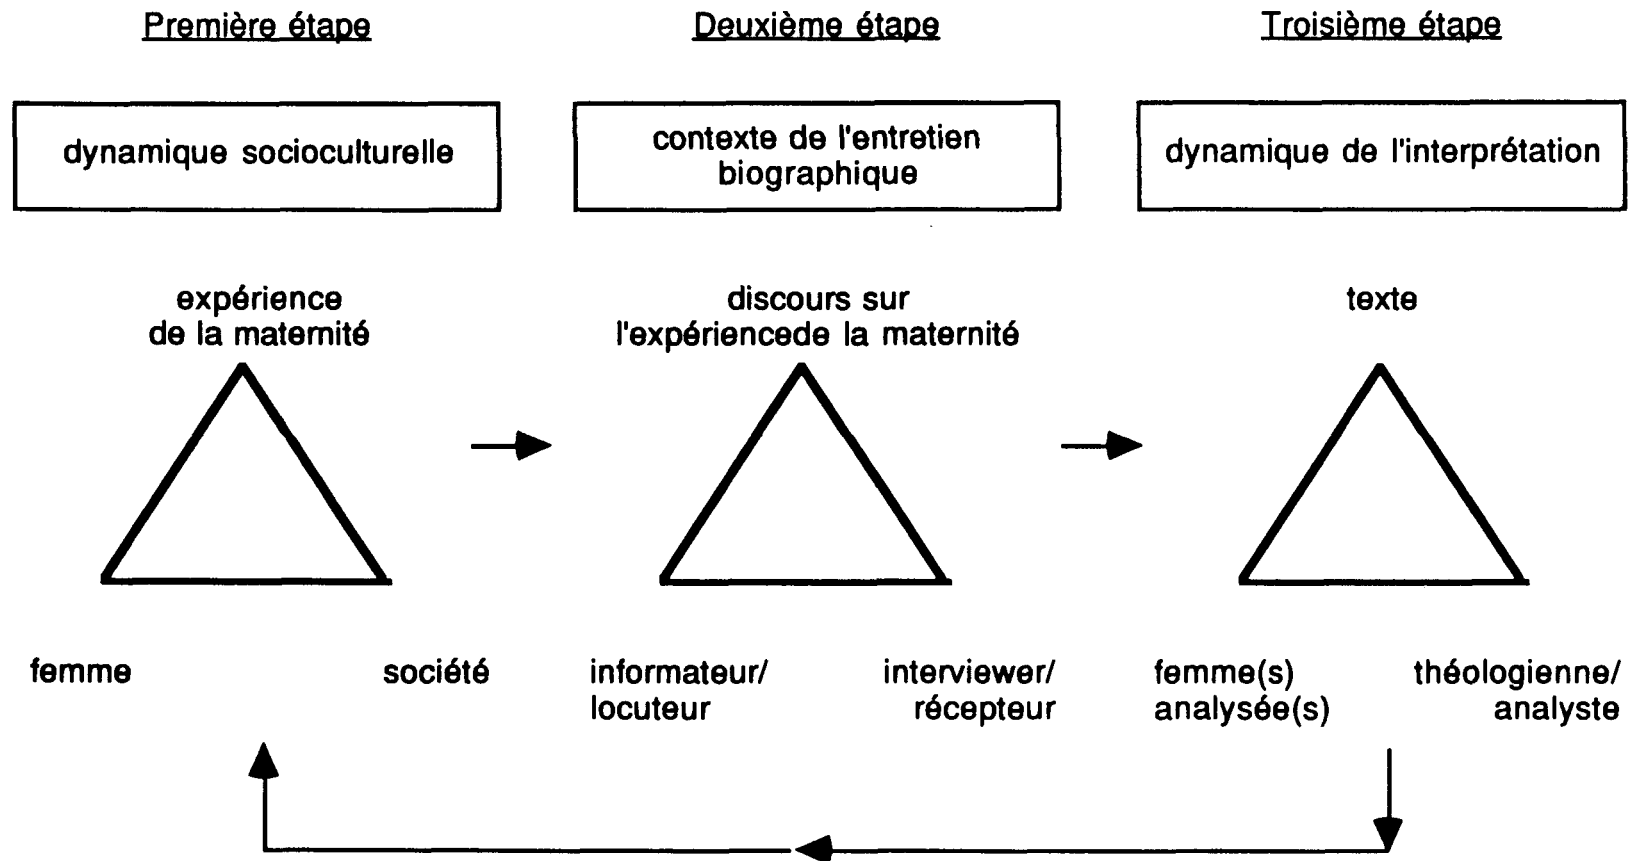 Première étape
Deuxième étape
Troisième étape
dynamique socioculturelle
contexte de l'entretien
biographique
dynamique de l'interprétation
expérience
de la maternité
discours sur
l'expériencede la maternité
texte
femme
société
informateur/
locuteur
interviewer/
récepteur
femme(s)
analysée(s)
théologienne/
analyste